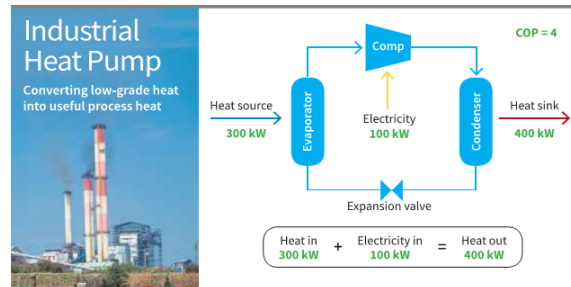 Industrial
Heat Pump
Converting low-grade heat
into useful process heat
COP = 4
Comp
Heat source
300 kW
Evaporator
Electricity
100 kW
Condenser
Heat sink
400 kW
Expansion valve
Heat in + Electricity in = Heat out
300 kW 100 kW 400 kW